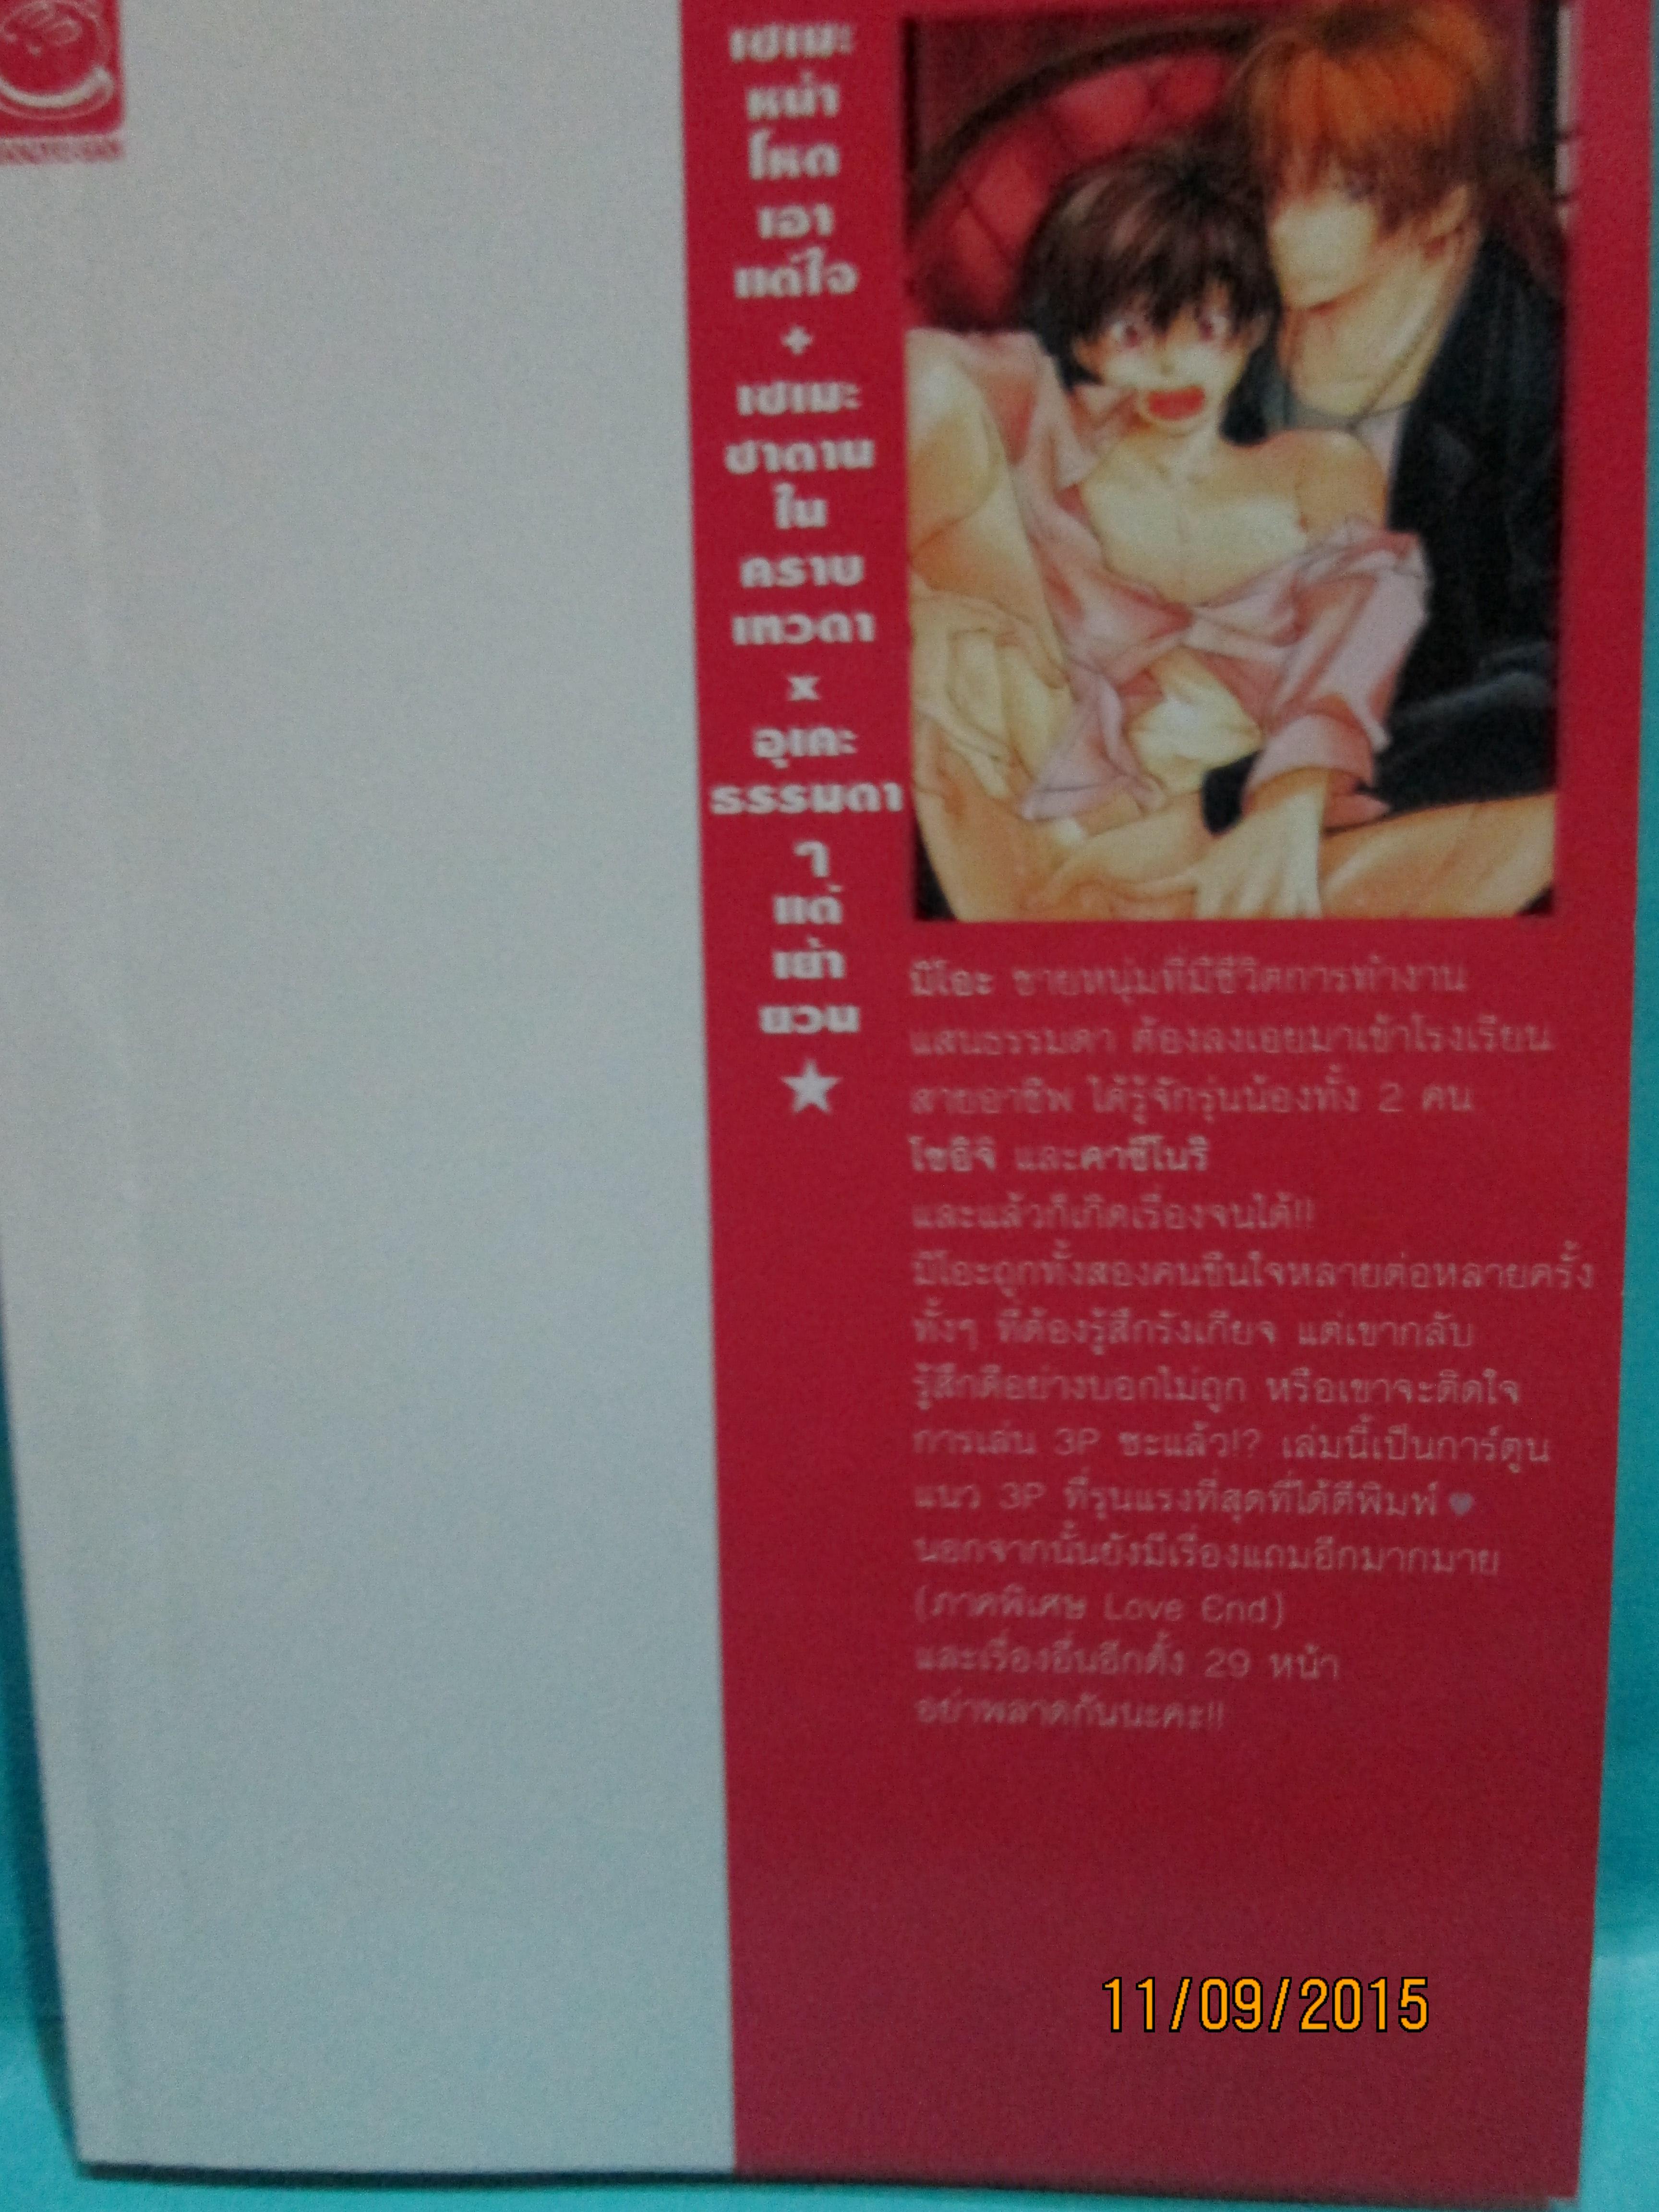 เซเมะ
หน้า
โหด
เอา
แต่ใจ
+
เซเมะ
ซาตาน
ใน
คราบ
เทวดา
x
อุเคะ
ธรรมดา
ๆ
แต่
เย้า
ยวน
★
มิโอะ ชายหนุ่มที่มีชีวิตการทำงาน
แสนธรรมดา ต้องลงเอยมาเข้าโรงเรียน
สายอาชีพ ได้รู้จักรุ่นน้องทั้ง 2 คน
โซอิจิ และคาซึโนริ
และแล้วก็เกิดเรื่องจนได้!!
มิโอะถูกทั้งสองคนขืนใจหลายต่อหลายครั้ง
ทั้งๆ ที่ต้องรู้สึกรังเกียจ แต่เขากลับ
รู้สึกดีอย่างบอกไม่ถูก หรือเขาจะติดใจ
การเล่น 3P ซะแล้ว!? เล่มนี้เป็นการ์ตูน
แนว 3P ที่รุนแรงที่สุดที่ได้ตีพิมพ์ ♥
นอกจากนั้นยังมีเรื่องแถมอีกมากมาย
(ภาคพิเศษ Love End)
และเรื่องอื่นอีกตั้ง 29 หน้า
อย่าพลาดกันนะคะ!!
11/09/2015